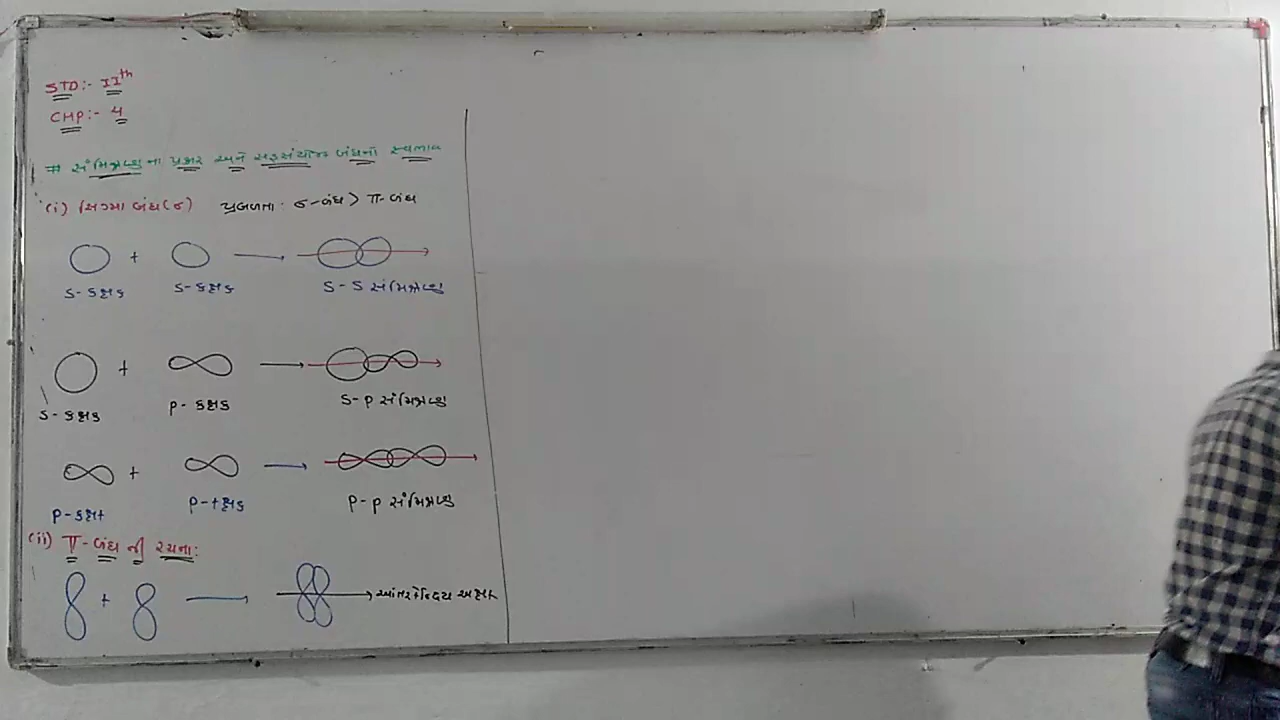 STD:- 11th
CHP:- 4
# સંમિશ્રણના પ્રકાર અને સહસંયોજક બંધનો સ્વભાવ
(i) સિગ્મા બંધ(σ) પ્રબળતા: σ-બંધ > π-બંધ
+
s-કક્ષક s-કક્ષક s-s સંમિશ્રણ
+
s-કક્ષક p-કક્ષક s-p સંમિશ્રણ
+
p-કક્ષક p-કક્ષક p-p સંમિશ્રણ
(ii) π-બંધ ની રચના:
+ આંતરકેન્દ્રિય અક્ષ